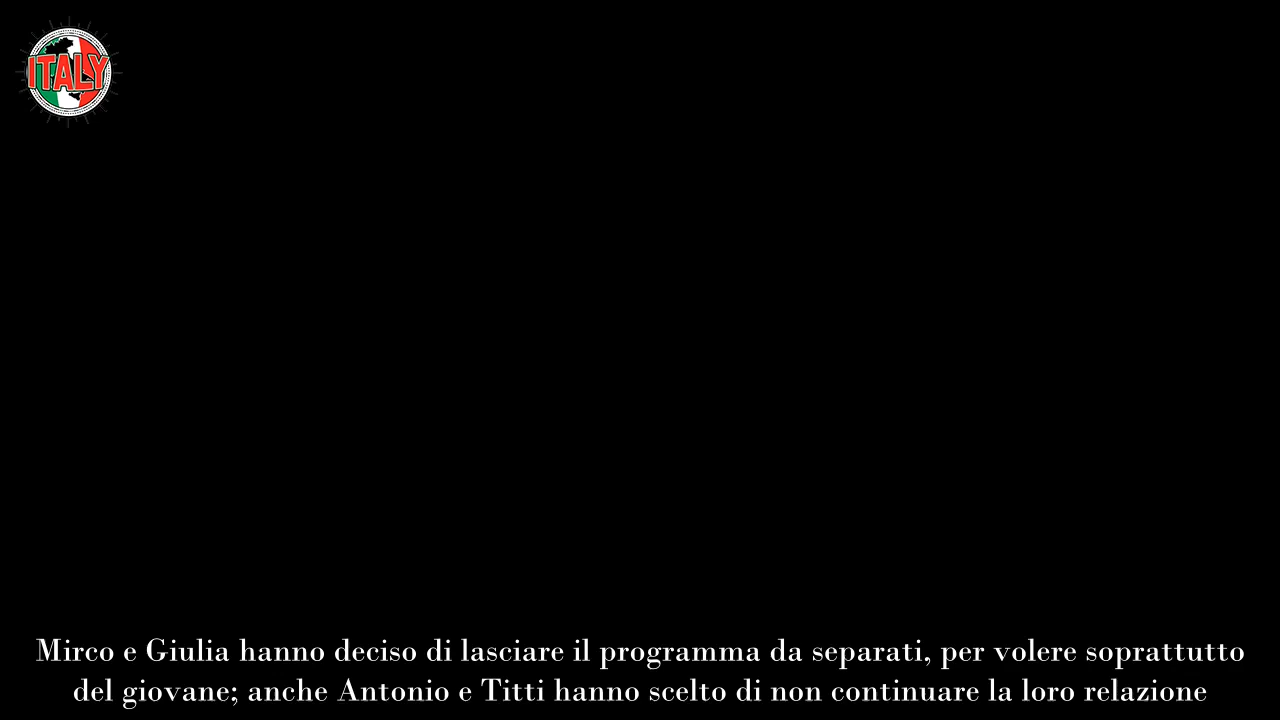 ITALY
Mirco e Giulia hanno deciso di lasciare il programma da separati, per volere soprattutto
del giovane; anche Antonio e Titti hanno scelto di non continuare la loro relazione